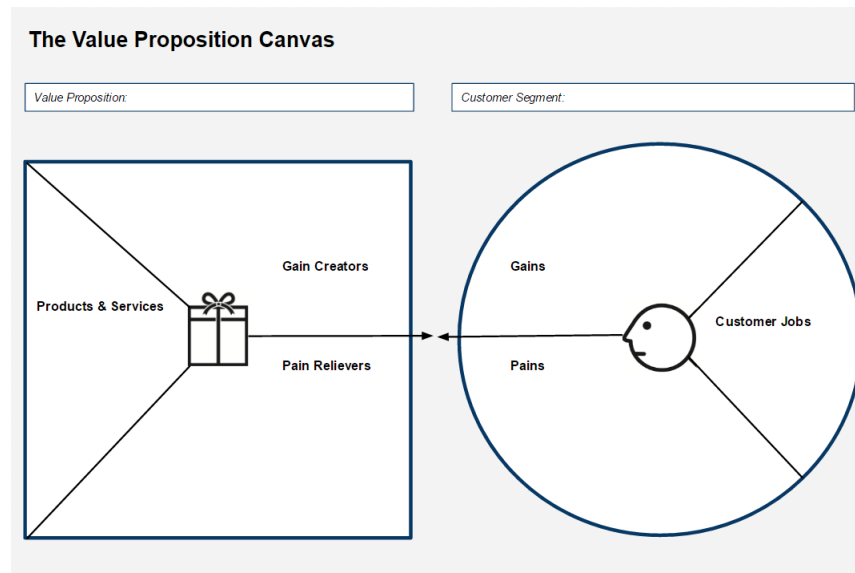 The Value Proposition Canvas
Value Proposition:
Customer Segment:
Gain Creators
Products & Services
Pain Relievers
Gains
Customer Jobs
Pains